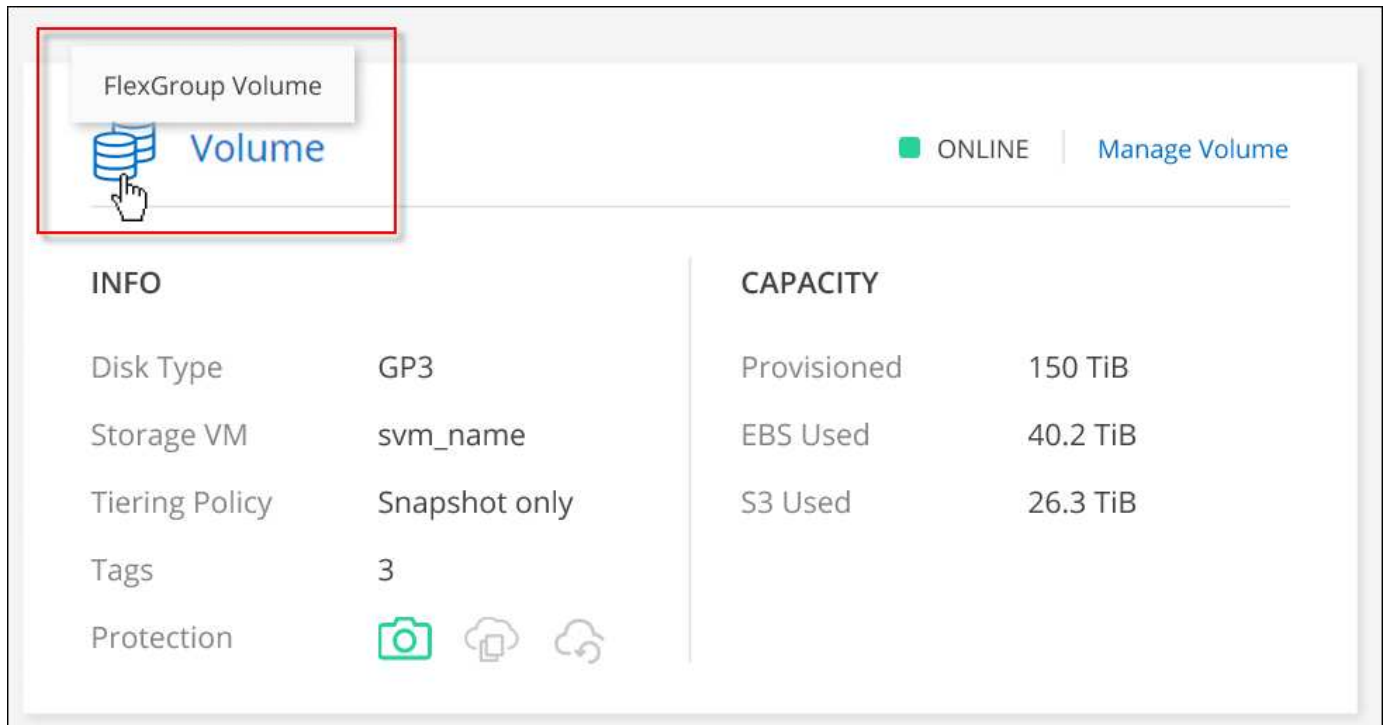 FlexGroup Volume
Volume
ONLINE Manage Volume
INFO
Disk Type GP3
Storage VM svm_name
Tiering Policy Snapshot only
Tags 3
Protection
CAPACITY
Provisioned 150 TiB
EBS Used 40.2 TiB
S3 Used 26.3 TiB